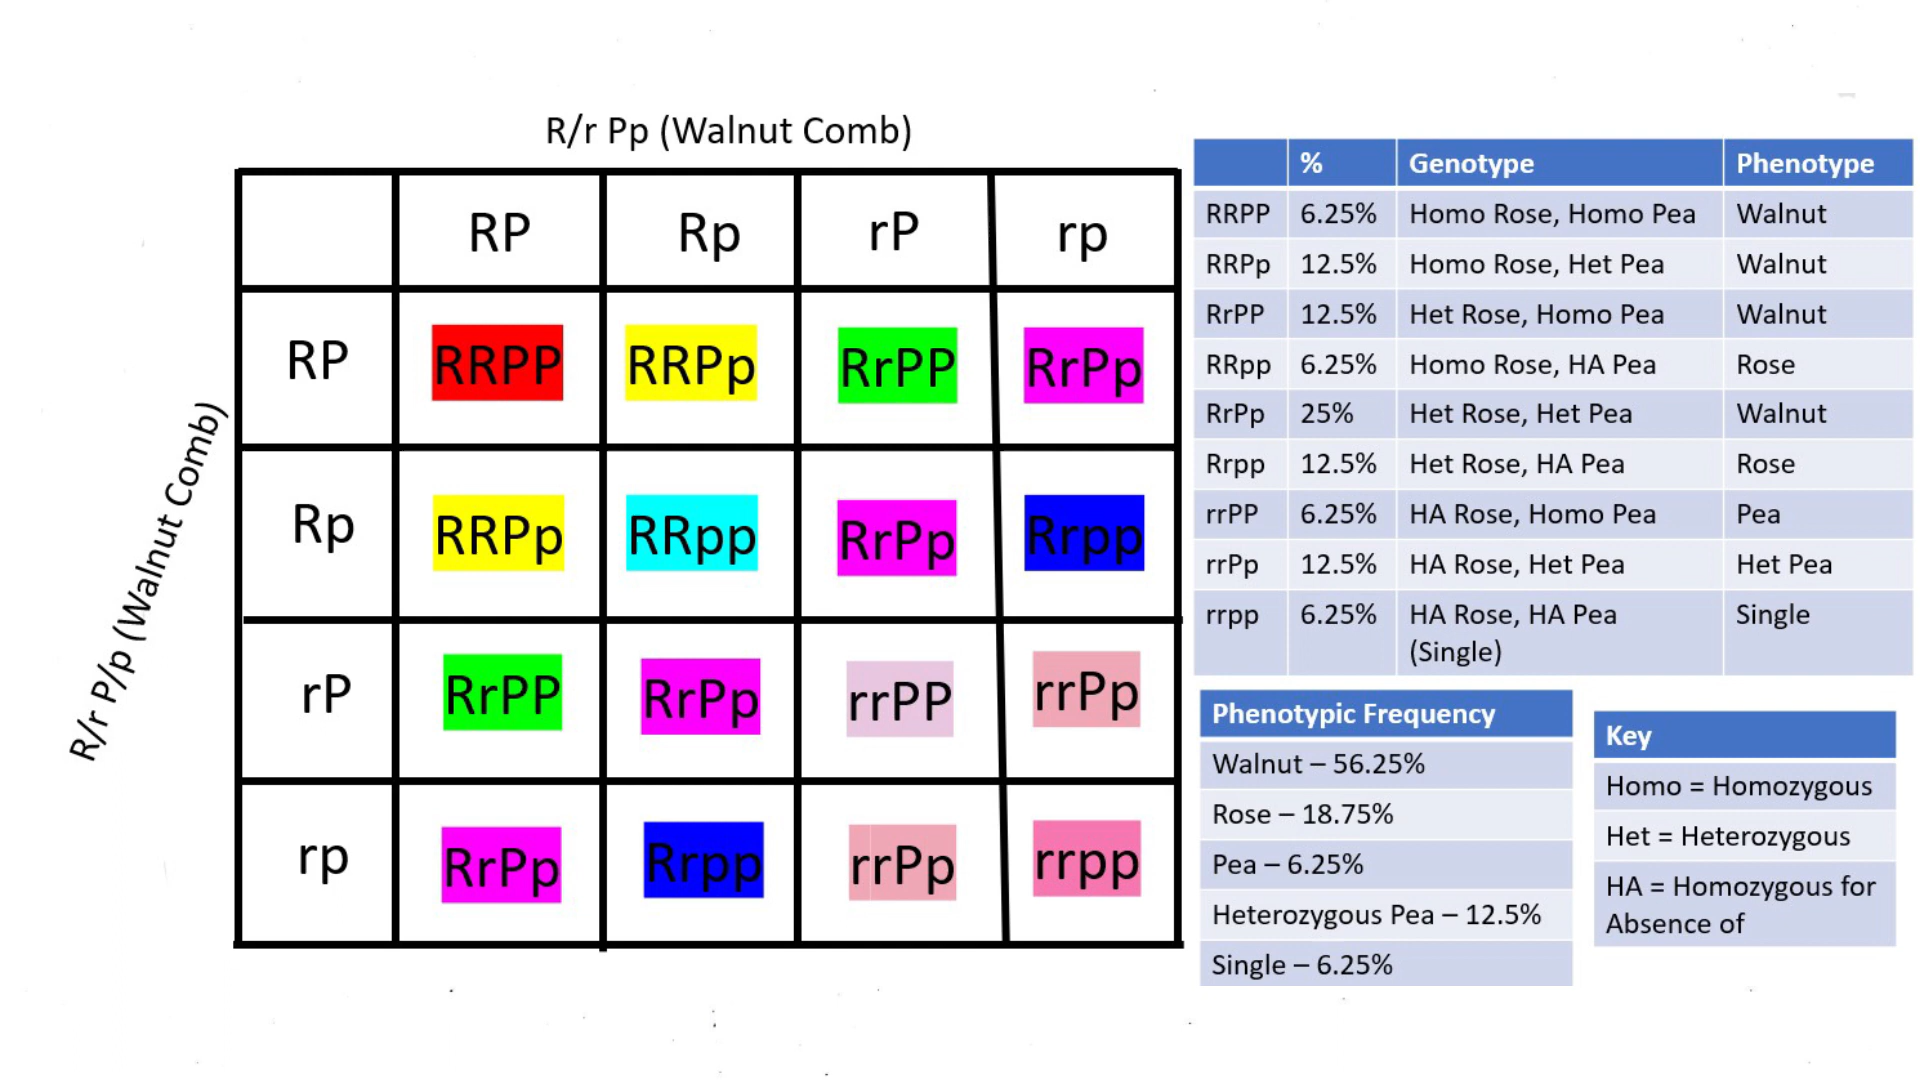 R/r Pp (Walnut Comb)
R/r P/p (Walnut Comb)
RP Rp rP rp
RP RRPP RRPp RrPP RrPp
Rp RRPp RRpp RrPp Rrpp
rP RrPP RrPp rrPP rrPp
rp RrPp Rrpp rrPp rrpp
% Genotype Phenotype
RRPP 6.25% Homo Rose, Homo Pea Walnut
RRPp 12.5% Homo Rose, Het Pea Walnut
RrPP 12.5% Het Rose, Homo Pea Walnut
RRpp 6.25% Homo Rose, HA Pea Rose
RrPp 25% Het Rose, Het Pea Walnut
Rrpp 12.5% Het Rose, HA Pea Rose
rrPP 6.25% HA Rose, Homo Pea Pea
rrPp 12.5% HA Rose, Het Pea Het Pea
rrpp 6.25% HA Rose, HA Pea Single
(Single)
Phenotypic Frequency
Walnut – 56.25%
Rose – 18.75%
Pea – 6.25%
Heterozygous Pea – 12.5%
Single – 6.25%
Key
Homo = Homozygous
Het = Heterozygous
HA = Homozygous for
Absence of